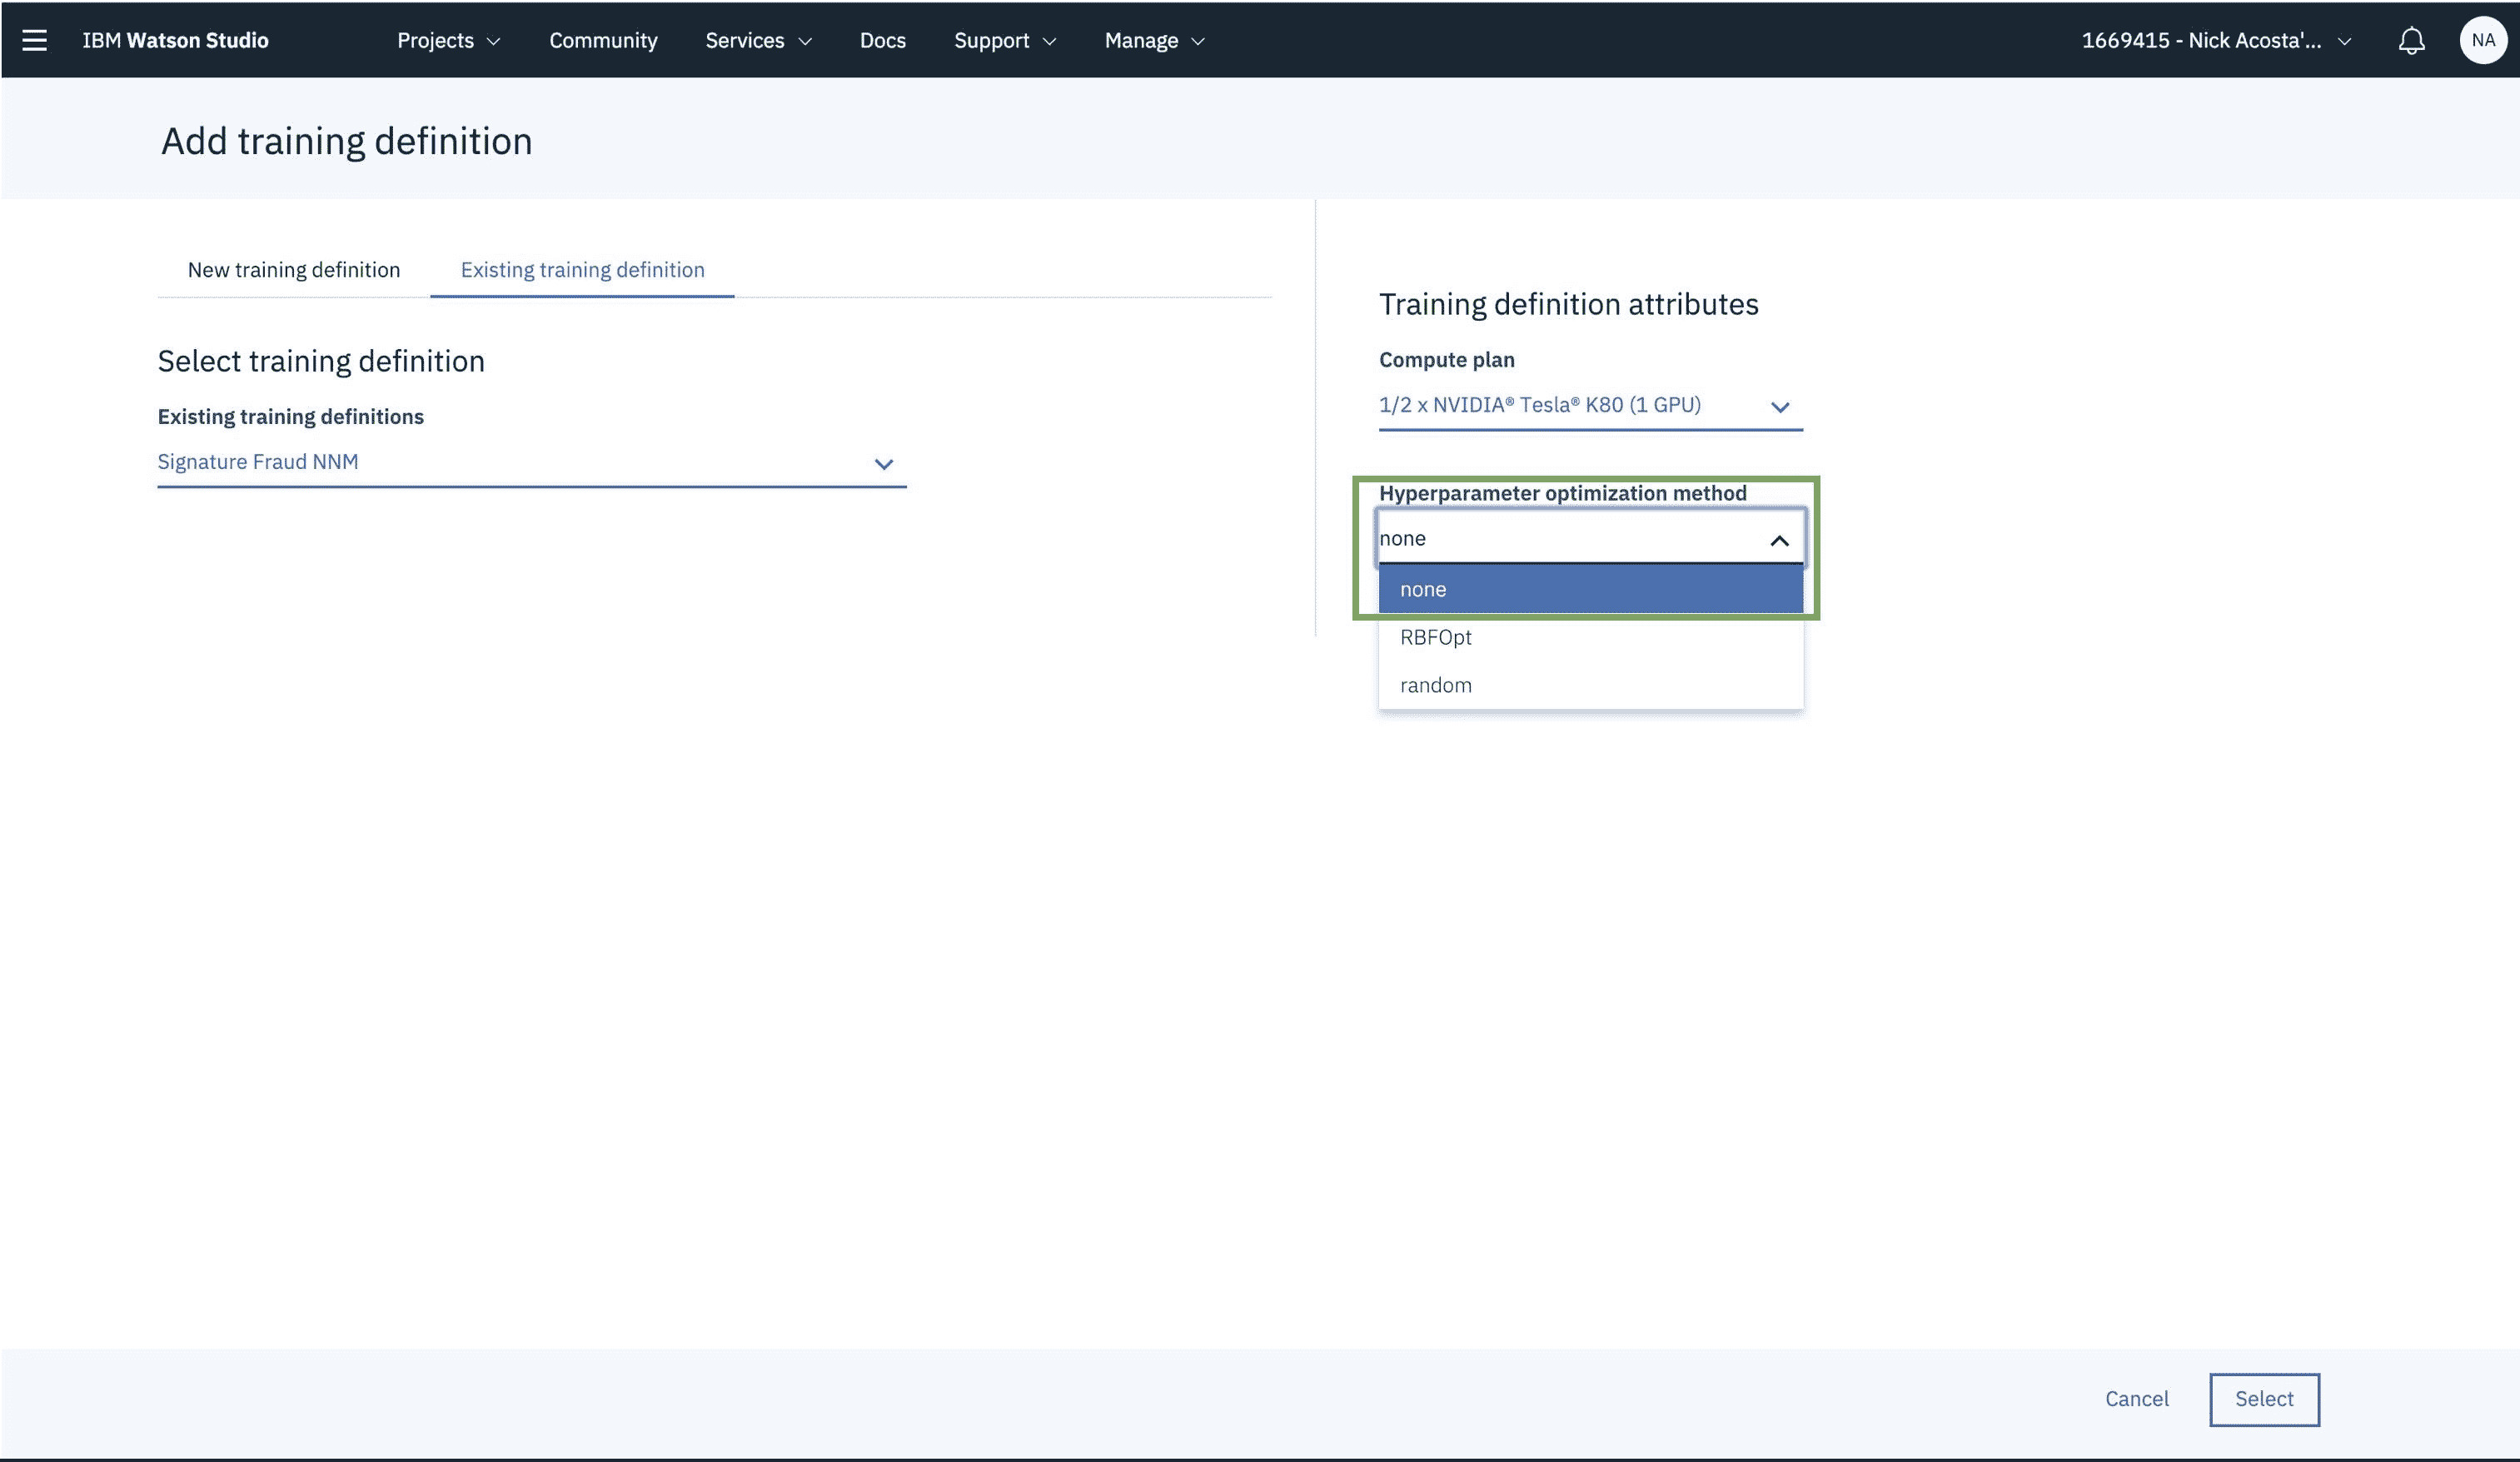 IBM Watson Studio Projects Community Services Docs Support Manage 1669415 - Nick Acosta'... NA
Add training definition
New training definition Existing training definition
Select training definition
Existing training definitions
Signature Fraud NNM
Training definition attributes
Compute plan
1/2 x NVIDIA® Tesla® K80 (1 GPU)
Hyperparameter optimization method
none
none
RBFOpt
random
Cancel Select